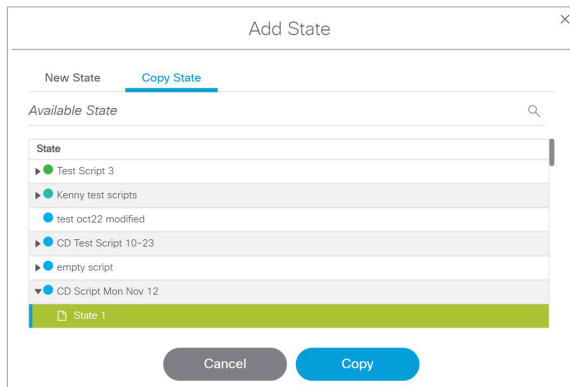 Add State
New State Copy State
Available State
State
Test Script 3
Kenny test scripts
test oct22 modified
CD Test Script 10-23
empty script
CD Script Mon Nov 12
State 1
Cancel Copy